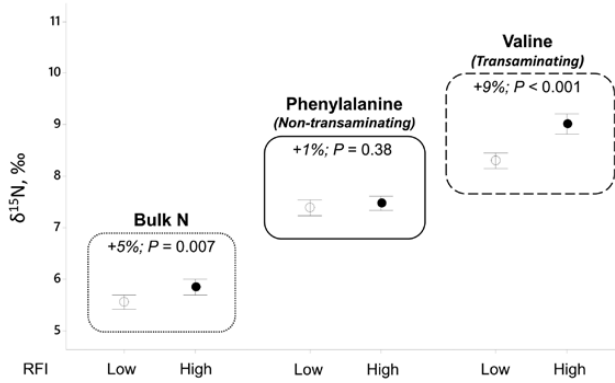 11
10
9
8
7
6
5
δ¹⁵N, ‰
Valine
(Transaminating)
+9%; P < 0.001
Phenylalanine
(Non-transaminating)
+1%; P = 0.38
Bulk N
+5%; P = 0.007
RFI Low High Low High Low High